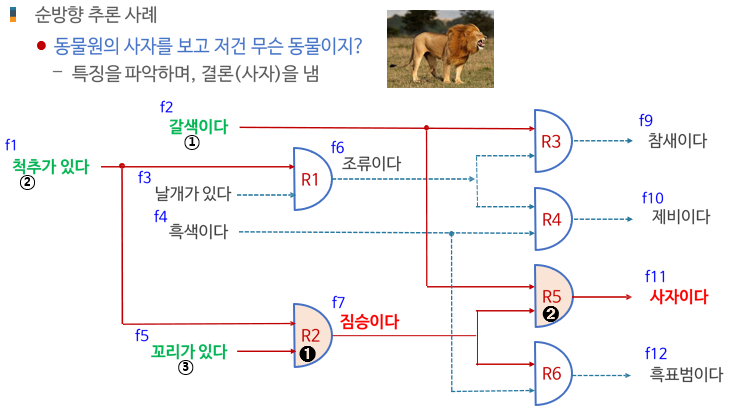 순방향 추론 사례
동물원의 사자를 보고 저건 무슨 동물이지?
– 특징을 파악하며, 결론(사자)을 냄
f2
갈색이다
①
f1
척추가 있다
②
f3
날개가 있다
f4
흑색이다
f5
꼬리가 있다
③
R1
f6
조류이다
R2
❶
f7
짐승이다
R3
f9
참새이다
R4
f10
제비이다
R5
❷
f11
사자이다
R6
f12
흑표범이다